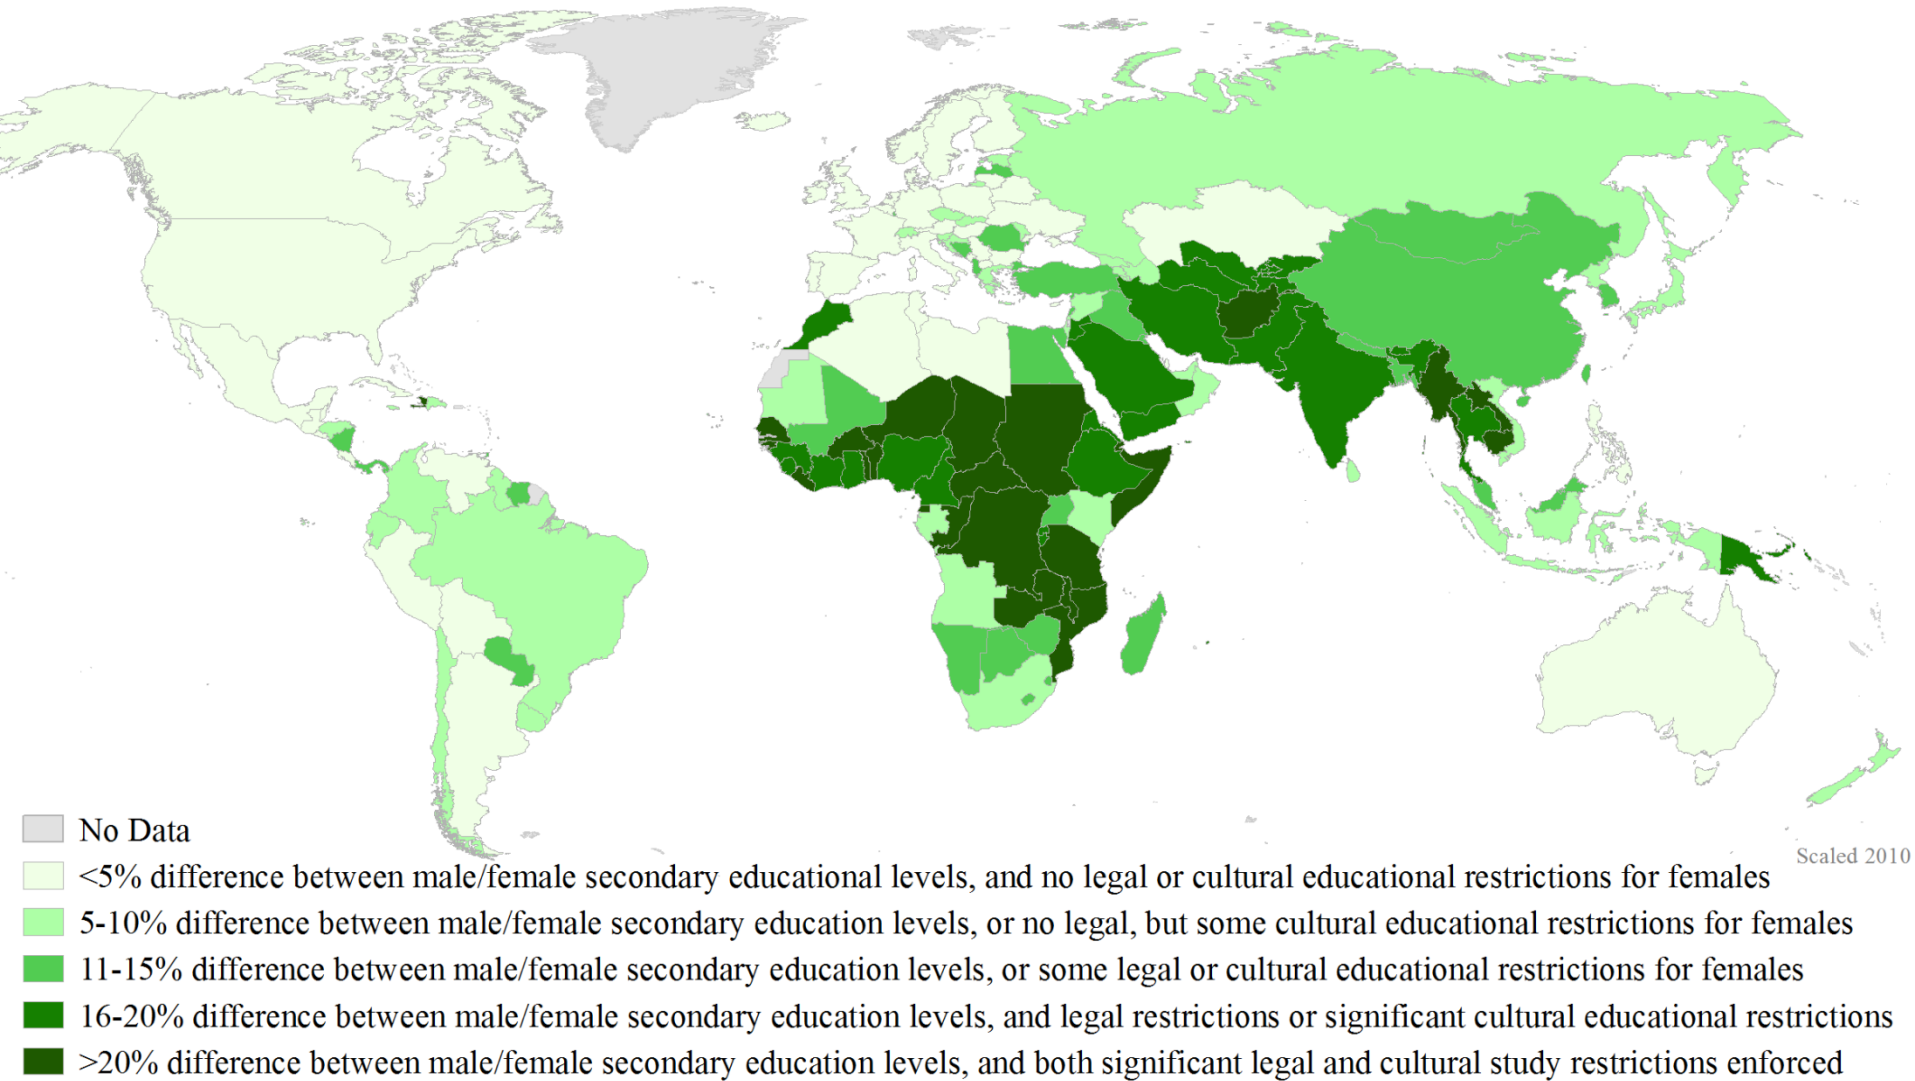 Scaled 2010
No Data
<5% difference between male/female secondary educational levels, and no legal or cultural educational restrictions for females
5-10% difference between male/female secondary education levels, or no legal, but some cultural educational restrictions for females
11-15% difference between male/female secondary education levels, or some legal or cultural educational restrictions for females
16-20% difference between male/female secondary education levels, and legal restrictions or significant cultural educational restrictions
>20% difference between male/female secondary education levels, and both significant legal and cultural study restrictions enforced